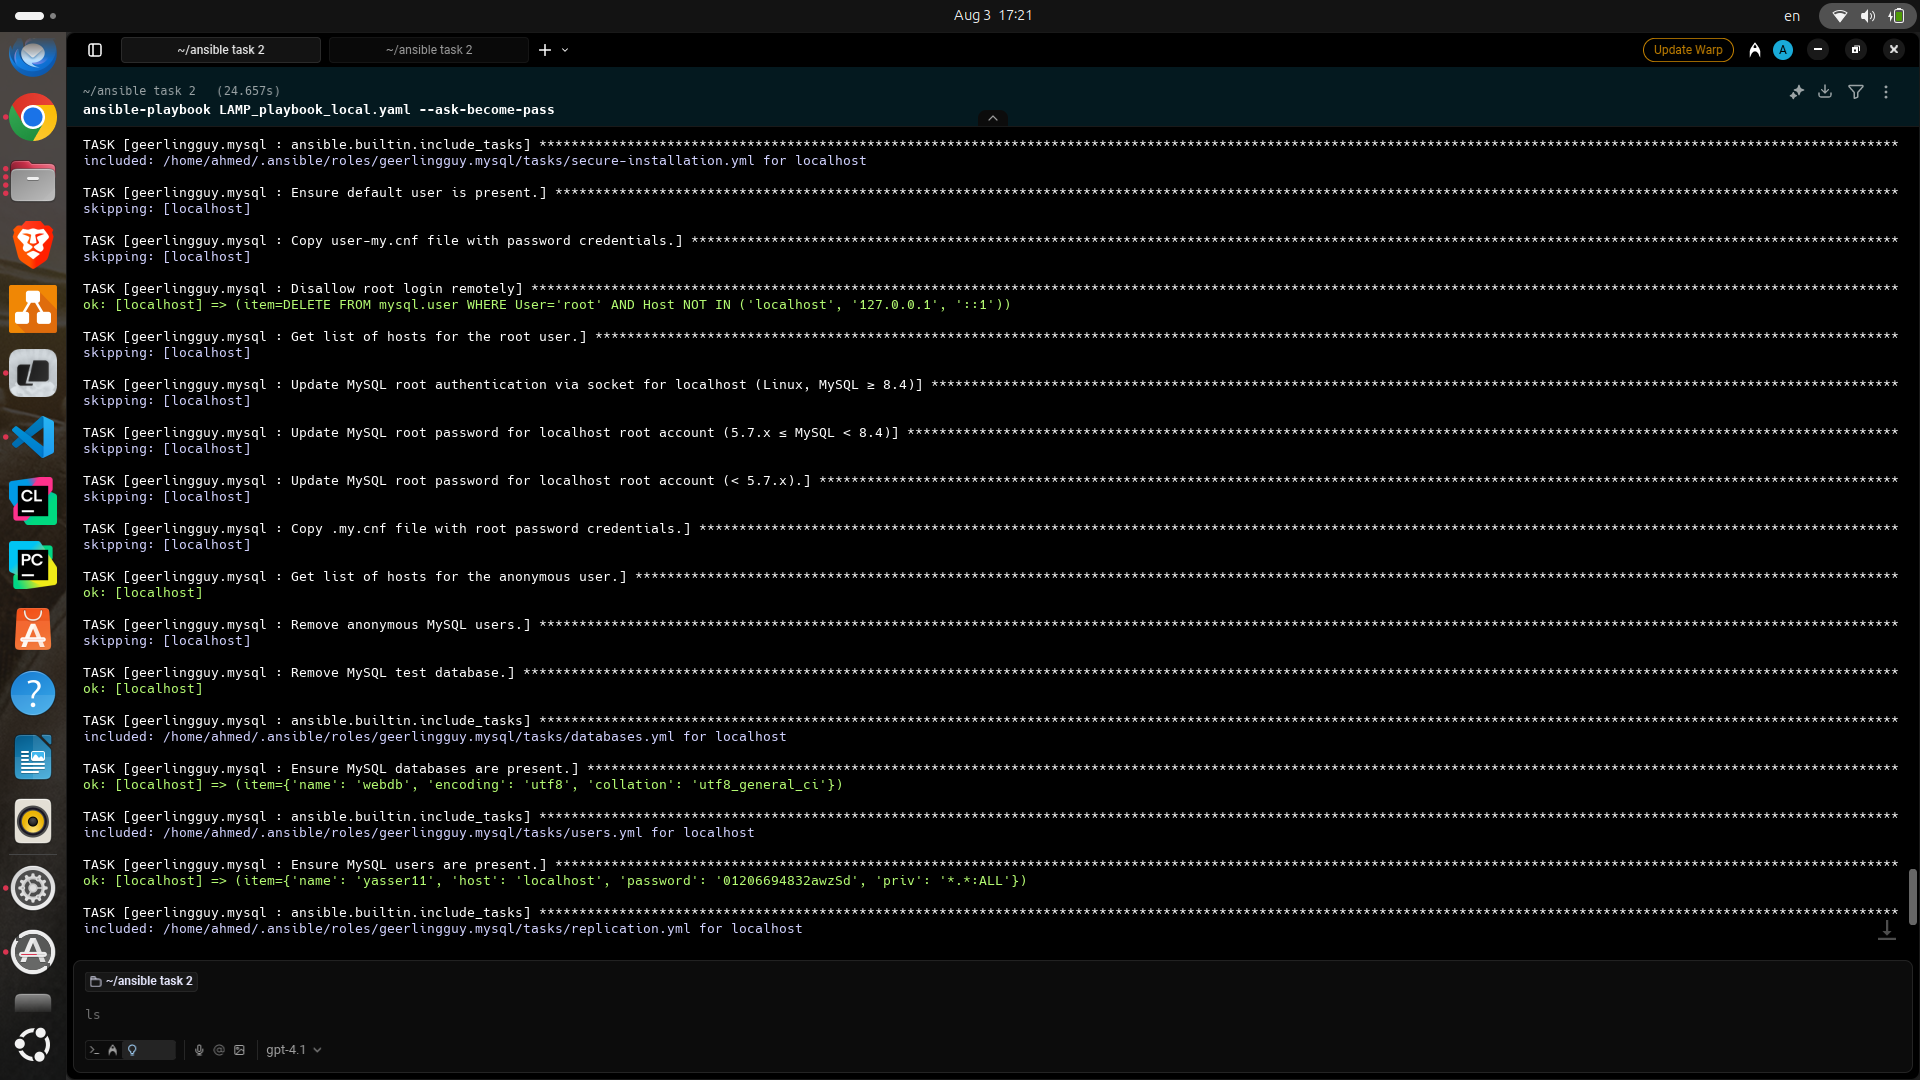 Aug 3 17:21
en
~/ansible task 2
~/ansible task 2
Update Warp
A
~/ansible task 2 (24.657s)
ansible-playbook LAMP_playbook_local.yaml --ask-become-pass
TASK [geerlingguy.mysql : ansible.builtin.include_tasks] ****
included: /home/ahmed/.ansible/roles/geerlingguy.mysql/tasks/secure-installation.yml for localhost
TASK [geerlingguy.mysql : Ensure default user is present.] ****
skipping: [localhost]
TASK [geerlingguy.mysql : Copy user-my.cnf file with password credentials.] ****
skipping: [localhost]
TASK [geerlingguy.mysql : Disallow root login remotely] ****
ok: [localhost] => (item=DELETE FROM mysql.user WHERE User='root' AND Host NOT IN ('localhost', '127.0.0.1', '::1'))
TASK [geerlingguy.mysql : Get list of hosts for the root user.] ****
skipping: [localhost]
TASK [geerlingguy.mysql : Update MySQL root authentication via socket for localhost (Linux, MySQL ≥ 8.4)] ****
skipping: [localhost]
TASK [geerlingguy.mysql : Update MySQL root password for localhost root account (5.7.x ≤ MySQL < 8.4)] ****
skipping: [localhost]
TASK [geerlingguy.mysql : Update MySQL root password for localhost root account (< 5.7.x).] ****
skipping: [localhost]
TASK [geerlingguy.mysql : Copy .my.cnf file with root password credentials.] ****
skipping: [localhost]
TASK [geerlingguy.mysql : Get list of hosts for the anonymous user.] ****
ok: [localhost]
TASK [geerlingguy.mysql : Remove anonymous MySQL users.] ****
skipping: [localhost]
TASK [geerlingguy.mysql : Remove MySQL test database.] ****
ok: [localhost]
TASK [geerlingguy.mysql : ansible.builtin.include_tasks] ****
included: /home/ahmed/.ansible/roles/geerlingguy.mysql/tasks/databases.yml for localhost
TASK [geerlingguy.mysql : Ensure MySQL databases are present.] ****
ok: [localhost] => (item={'name': 'webdb', 'encoding': 'utf8', 'collation': 'utf8_general_ci'})
TASK [geerlingguy.mysql : ansible.builtin.include_tasks] ****
included: /home/ahmed/.ansible/roles/geerlingguy.mysql/tasks/users.yml for localhost
TASK [geerlingguy.mysql : Ensure MySQL users are present.] ****
ok: [localhost] => (item={'name': 'yasser11', 'host': 'localhost', 'password': '01206694832awzSd', 'priv': '*.*:ALL'})
TASK [geerlingguy.mysql : ansible.builtin.include_tasks] ****
included: /home/ahmed/.ansible/roles/geerlingguy.mysql/tasks/replication.yml for localhost
~/ansible task 2
ls
gpt-4.1
CL
PC